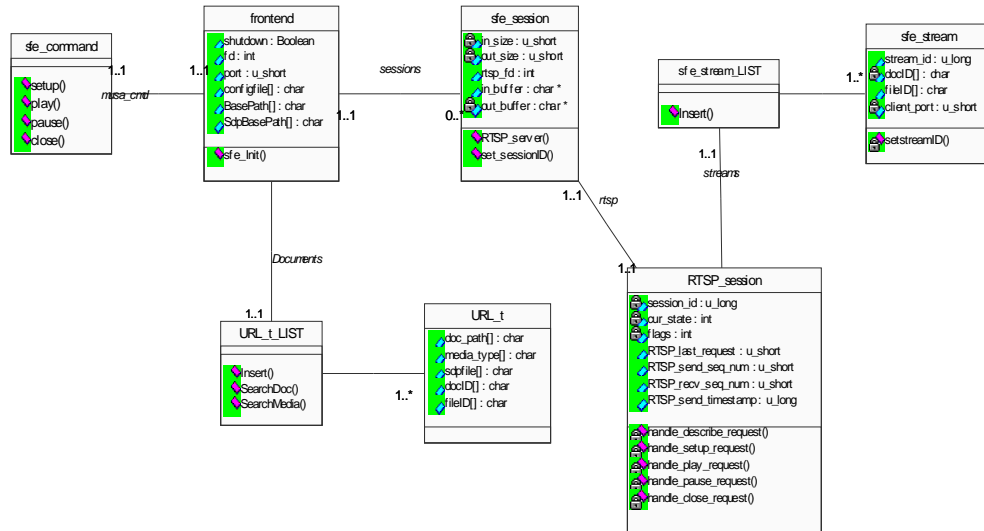 sfe_command
setup()
play()
pause()
close()
1..1
musa_cmd
1..1
frontend
shutdown : Boolean
fd : int
port : u_short
configfile[] : char
BasePath[] : char
SdpBasePath[] : char
sfe_Init()
sessions
1..1
0..*
sfe_session
in_size : u_short
out_size : u_short
rtsp_fd : int
in_buffer : char *
out_buffer : char *
RTSP_server()
set_sessionID()
sfe_stream_LIST
Insert()
1..*
sfe_stream
stream_id : u_long
docID[] : char
fileID[] : char
client_port : u_short
setstreamID()
1..1
streams
1..1
rtsp
1..1
Documents
1..1
URL_t_LIST
Insert()
SearchDoc()
SearchMedia()
1..*
URL_t
doc_path[] : char
media_type[] : char
sdpfile[] : char
docID[] : char
fileID[] : char
RTSP_session
session_id : u_long
cur_state : int
flags : int
RTSP_last_request : u_short
RTSP_send_seq_num : u_short
RTSP_recv_seq_num : u_short
RTSP_send_timestamp : u_long
handle_describe_request()
handle_setup_request()
handle_play_request()
handle_pause_request()
handle_close_request()